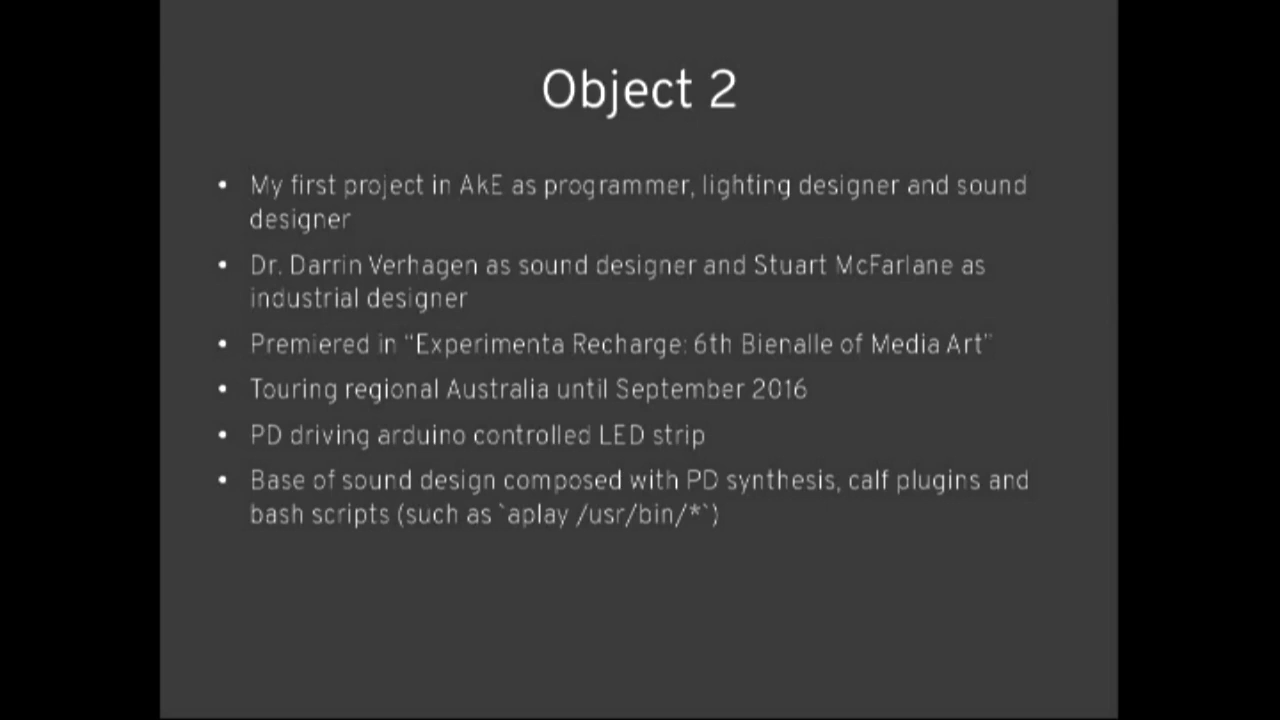 Object 2
• My first project in AkE as programmer, lighting designer and sound
designer
• Dr. Darrin Verhagen as sound designer and Stuart McFarlane as
industrial designer
• Premiered in “Experimenta Recharge: 6th Bienalle of Media Art”
• Touring regional Australia until September 2016
• PD driving arduino controlled LED strip
• Base of sound design composed with PD synthesis, calf plugins and
bash scripts (such as `aplay /usr/bin/*`)